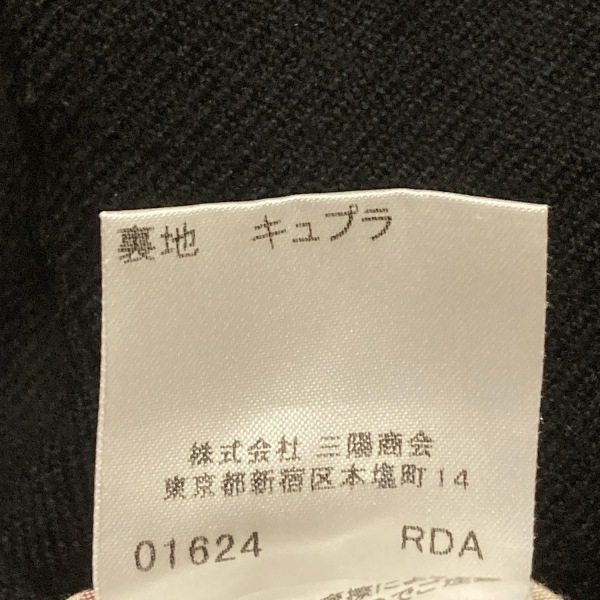 裏地 キュプラ
株式会社 三陽商会
東京都新宿区本塩町14
01624 RDA